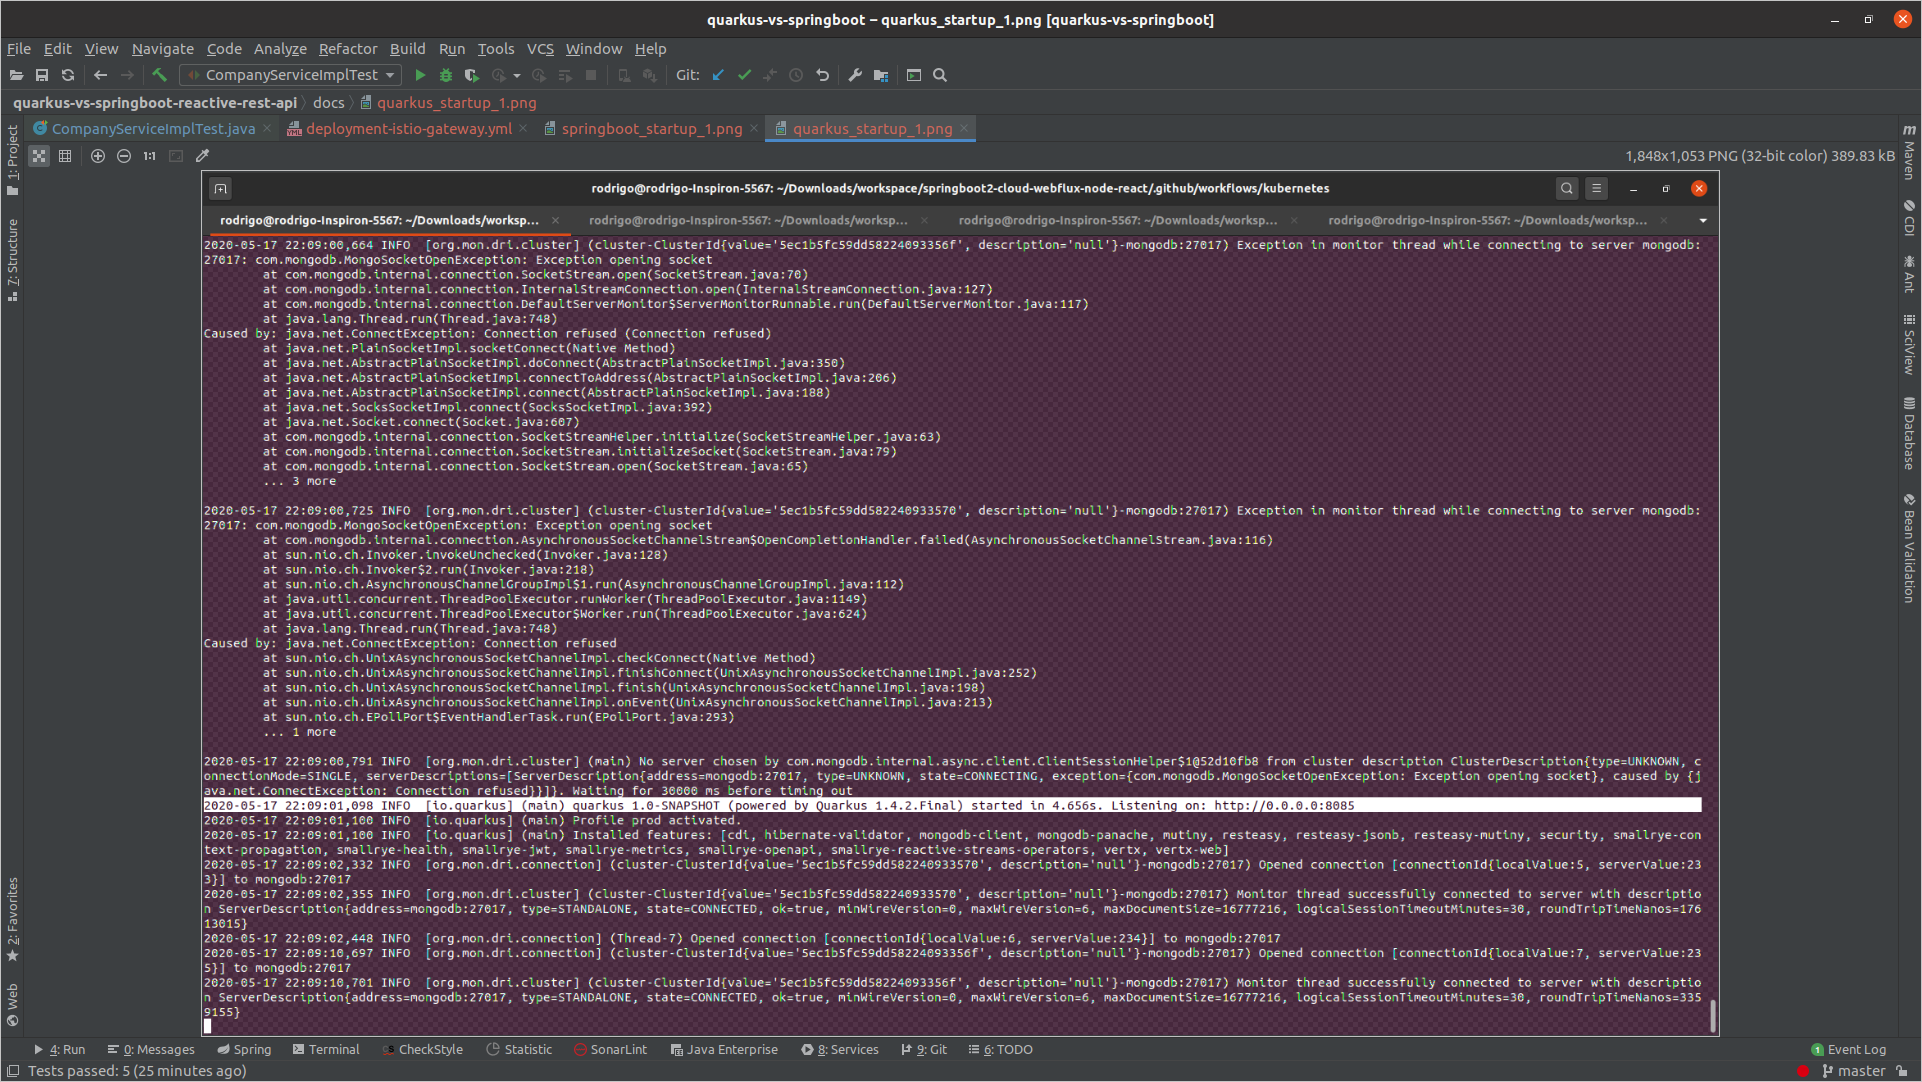 quarkus-vs-springboot – quarkus_startup_1.png [quarkus-vs-springboot]
File Edit View Navigate Code Analyze Refactor Build Run Tools VCS Window Help
CompanyServiceImplTest Git:
quarkus-vs-springboot-reactive-rest-api docs quarkus_startup_1.png
CompanyServiceImplTest.java deployment-istio-gateway.yml springboot_startup_1.png quarkus_startup_1.png
1:1 1,848x1,053 PNG (32-bit color) 389.83 kB
1: Project
7: Structure
2: Favorites
Web
Maven
CDI
Ant
SciView
Database
Bean Validation
rodrigo@rodrigo-Inspiron-5567: ~/Downloads/workspace/springboot2-cloud-webflux-node-react/.github/workflows/kubernetes
rodrigo@rodrigo-Inspiron-5567: ~/Downloads/worksp... rodrigo@rodrigo-Inspiron-5567: ~/Downloads/worksp... rodrigo@rodrigo-Inspiron-5567: ~/Downloads/worksp... rodrigo@rodrigo-Inspiron-5567: ~/Downloads/worksp...
2020-05-17 22:09:00,664 INFO  [org.mon.dri.cluster] (cluster-ClusterId{value='5ec1b5fc59dd58224093356f', description='null'}-mongodb:27017) Exception in monitor thread while connecting to server mongodb:
27017: com.mongodb.MongoSocketOpenException: Exception opening socket
at com.mongodb.internal.connection.SocketStream.open(SocketStream.java:70)
at com.mongodb.internal.connection.InternalStreamConnection.open(InternalStreamConnection.java:127)
at com.mongodb.internal.connection.DefaultServerMonitor$ServerMonitorRunnable.run(DefaultServerMonitor.java:117)
at java.lang.Thread.run(Thread.java:748)
Caused by: java.net.ConnectException: Connection refused (Connection refused)
at java.net.PlainSocketImpl.socketConnect(Native Method)
at java.net.AbstractPlainSocketImpl.doConnect(AbstractPlainSocketImpl.java:350)
at java.net.AbstractPlainSocketImpl.connectToAddress(AbstractPlainSocketImpl.java:206)
at java.net.AbstractPlainSocketImpl.connect(AbstractPlainSocketImpl.java:188)
at java.net.SocksSocketImpl.connect(SocksSocketImpl.java:392)
at java.net.Socket.connect(Socket.java:607)
at com.mongodb.internal.connection.SocketStreamHelper.initialize(SocketStreamHelper.java:63)
at com.mongodb.internal.connection.SocketStream.initializeSocket(SocketStream.java:79)
at com.mongodb.internal.connection.SocketStream.open(SocketStream.java:65)
... 3 more
2020-05-17 22:09:00,725 INFO  [org.mon.dri.cluster] (cluster-ClusterId{value='5ec1b5fc59dd582240933570', description='null'}-mongodb:27017) Exception in monitor thread while connecting to server mongodb:
27017: com.mongodb.MongoSocketOpenException: Exception opening socket
at com.mongodb.internal.connection.AsynchronousSocketChannelStream$OpenCompletionHandler.failed(AsynchronousSocketChannelStream.java:116)
at sun.nio.ch.Invoker.invokeUnchecked(Invoker.java:128)
at sun.nio.ch.Invoker$2.run(Invoker.java:218)
at sun.nio.ch.AsynchronousChannelGroupImpl$1.run(AsynchronousChannelGroupImpl.java:112)
at java.util.concurrent.ThreadPoolExecutor.runWorker(ThreadPoolExecutor.java:1149)
at java.util.concurrent.ThreadPoolExecutor$Worker.run(ThreadPoolExecutor.java:624)
at java.lang.Thread.run(Thread.java:748)
Caused by: java.net.ConnectException: Connection refused
at sun.nio.ch.UnixAsynchronousSocketChannelImpl.checkConnect(Native Method)
at sun.nio.ch.UnixAsynchronousSocketChannelImpl.finishConnect(UnixAsynchronousSocketChannelImpl.java:252)
at sun.nio.ch.UnixAsynchronousSocketChannelImpl.finish(UnixAsynchronousSocketChannelImpl.java:198)
at sun.nio.ch.UnixAsynchronousSocketChannelImpl.onEvent(UnixAsynchronousSocketChannelImpl.java:213)
at sun.nio.ch.EPollPort$EventHandlerTask.run(EPollPort.java:293)
... 1 more
2020-05-17 22:09:00,791 INFO  [org.mon.dri.cluster] (main) No server chosen by com.mongodb.internal.async.client.ClientSessionHelper$1@52d10fb8 from cluster description ClusterDescription{type=UNKNOWN, c
onnectionMode=SINGLE, serverDescriptions=[ServerDescription{address=mongodb:27017, type=UNKNOWN, state=CONNECTING, exception={com.mongodb.MongoSocketOpenException: Exception opening socket}, caused by {j
ava.net.ConnectException: Connection refused}}]}. Waiting for 30000 ms before timing out
2020-05-17 22:09:01,098 INFO  [io.quarkus] (main) quarkus 1.0-SNAPSHOT (powered by Quarkus 1.4.2.Final) started in 4.656s. Listening on: http://0.0.0.0:8085
2020-05-17 22:09:01,100 INFO  [io.quarkus] (main) Profile prod activated.
2020-05-17 22:09:01,100 INFO  [io.quarkus] (main) Installed features: [cdi, hibernate-validator, mongodb-client, mongodb-panache, mutiny, resteasy, resteasy-jsonb, resteasy-mutiny, security, smallrye-con
text-propagation, smallrye-health, smallrye-jwt, smallrye-metrics, smallrye-openapi, smallrye-reactive-streams-operators, vertx, vertx-web]
2020-05-17 22:09:02,332 INFO  [org.mon.dri.connection] (cluster-ClusterId{value='5ec1b5fc59dd582240933570', description='null'}-mongodb:27017) Opened connection [connectionId{localValue:5, serverValue:23
3}] to mongodb:27017
2020-05-17 22:09:02,355 INFO  [org.mon.dri.cluster] (cluster-ClusterId{value='5ec1b5fc59dd582240933570', description='null'}-mongodb:27017) Monitor thread successfully connected to server with descriptio
n ServerDescription{address=mongodb:27017, type=STANDALONE, state=CONNECTED, ok=true, minWireVersion=0, maxWireVersion=6, maxDocumentSize=16777216, logicalSessionTimeoutMinutes=30, roundTripTimeNanos=176
13015}
2020-05-17 22:09:02,448 INFO  [org.mon.dri.connection] (Thread-7) Opened connection [connectionId{localValue:6, serverValue:234}] to mongodb:27017
2020-05-17 22:09:10,697 INFO  [org.mon.dri.connection] (cluster-ClusterId{value='5ec1b5fc59dd58224093356f', description='null'}-mongodb:27017) Opened connection [connectionId{localValue:7, serverValue:23
5}] to mongodb:27017
2020-05-17 22:09:10,701 INFO  [org.mon.dri.cluster] (cluster-ClusterId{value='5ec1b5fc59dd58224093356f', description='null'}-mongodb:27017) Monitor thread successfully connected to server with descriptio
n ServerDescription{address=mongodb:27017, type=STANDALONE, state=CONNECTED, ok=true, minWireVersion=0, maxWireVersion=6, maxDocumentSize=16777216, logicalSessionTimeoutMinutes=30, roundTripTimeNanos=335
9155}
4: Run 0: Messages Spring Terminal CheckStyle Statistic SonarLint Java Enterprise 8: Services 9: Git 6: TODO 1 Event Log
Tests passed: 5 (25 minutes ago) master